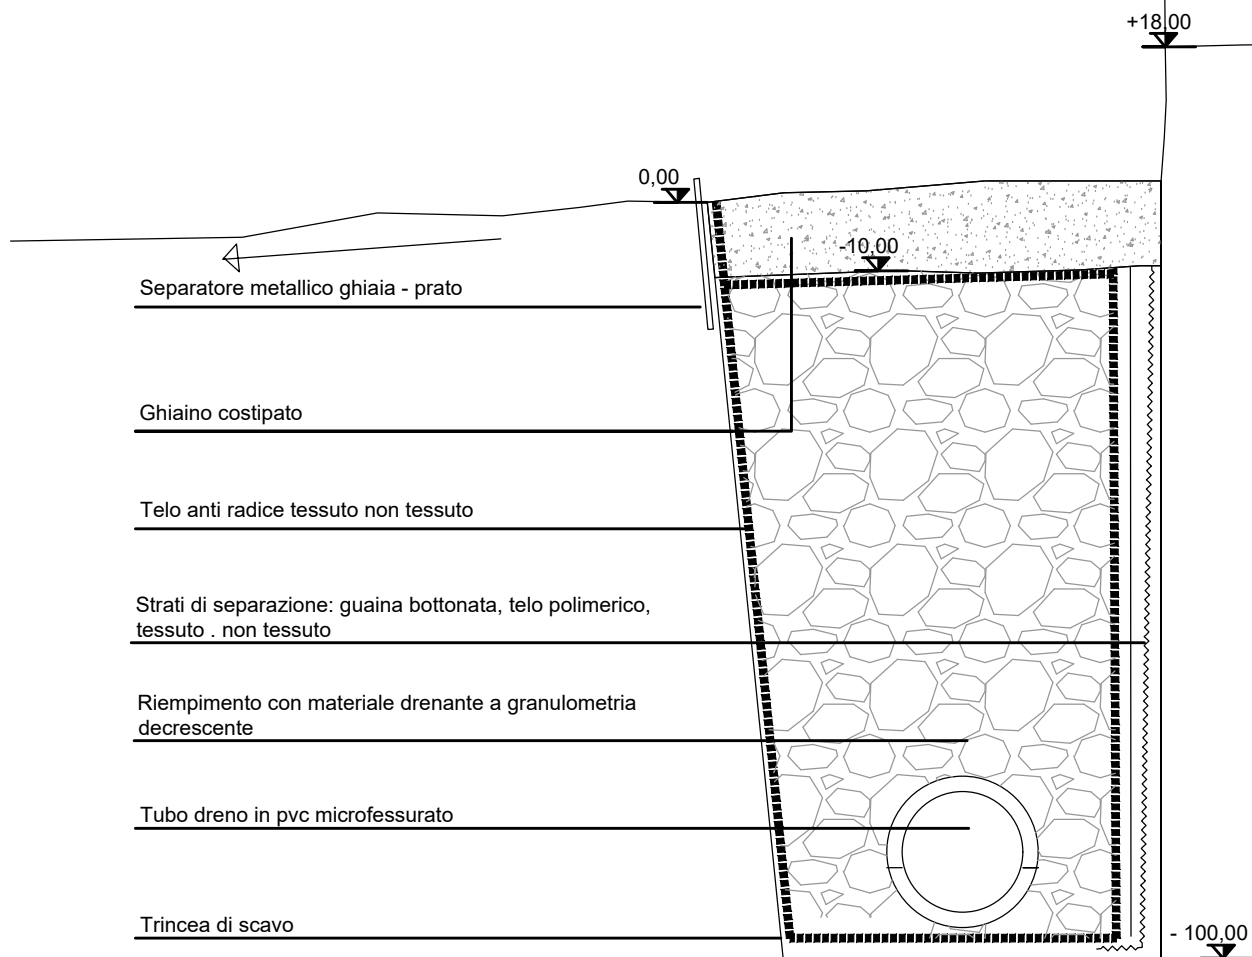 +18,00
0,00
-10,00
Separatore metallico ghiaia - prato
Ghiaino costipato
Telo anti radice tessuto non tessuto
Strati di separazione: guaina bottonata, telo polimerico,
tessuto . non tessuto
Riempimento con materiale drenante a granulometria
decrescente
Tubo dreno in pvc microfessurato
Trincea di scavo
- 100,00